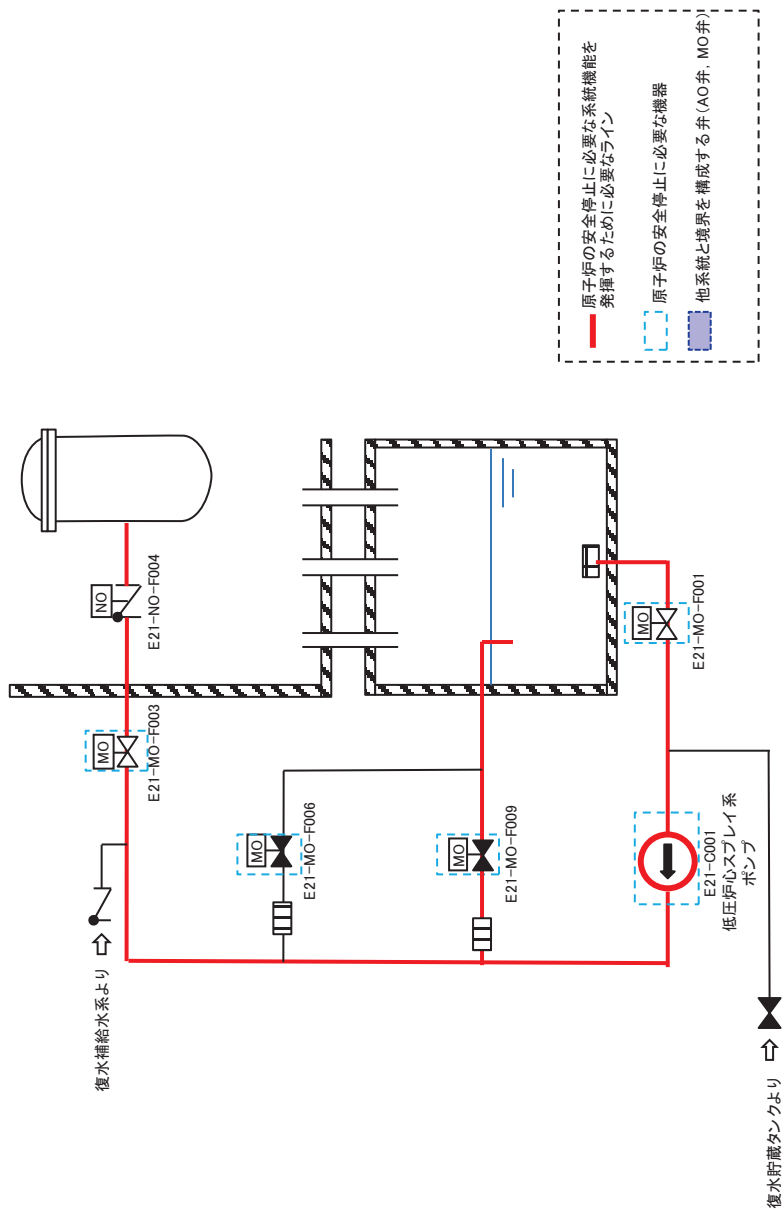 原子炉の安全停止に必要な系統機能を
発揮するために必要なライン
原子炉の安全停止に必要な機器
他系統と境界を構成する弁(AO弁, MO弁)
NO
E21-NO-F004
MO
E21-MO-F003
復水補給水系より
MO
E21-MO-F006
MO
E21-MO-F009
MO
E21-MO-F001
E21-C001
低圧炉心スプレイ系
ポンプ
復水貯蔵タンクより